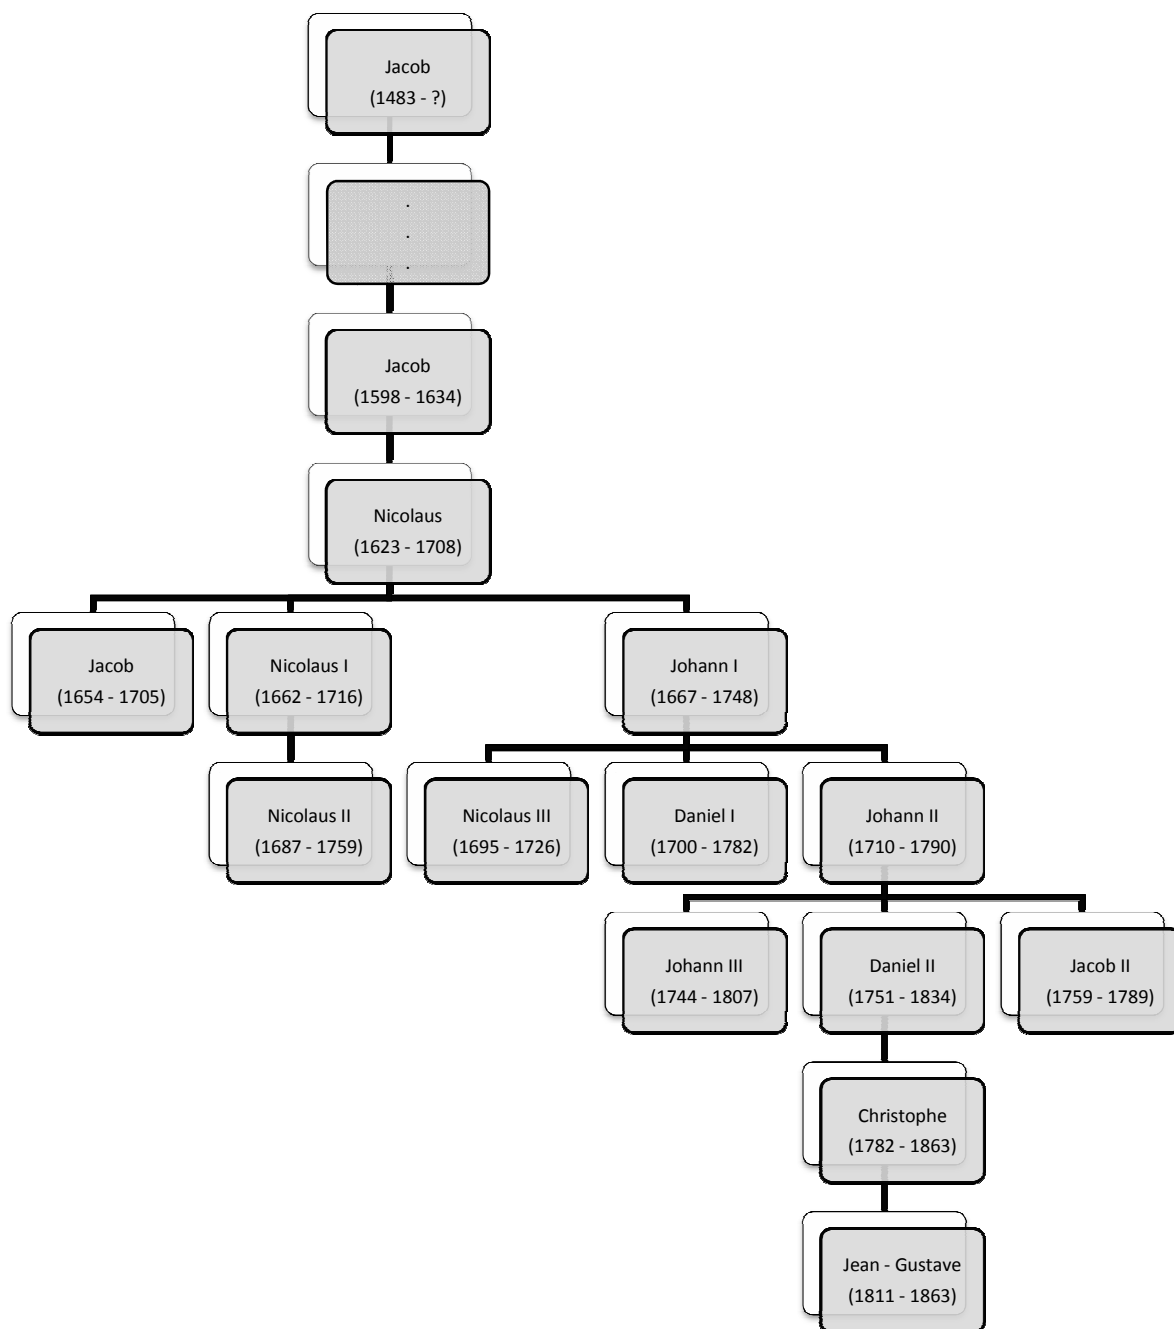 Jacob
(1483 - ?)
.
.
.
Jacob
(1598 - 1634)
Nicolaus
(1623 - 1708)
Jacob
(1654 - 1705)
Nicolaus I
(1662 - 1716)
Johann I
(1667 - 1748)
Nicolaus II
(1687 - 1759)
Nicolaus III
(1695 - 1726)
Daniel I
(1700 - 1782)
Johann II
(1710 - 1790)
Johann III
(1744 - 1807)
Daniel II
(1751 - 1834)
Jacob II
(1759 - 1789)
Christophe
(1782 - 1863)
Jean - Gustave
(1811 - 1863)